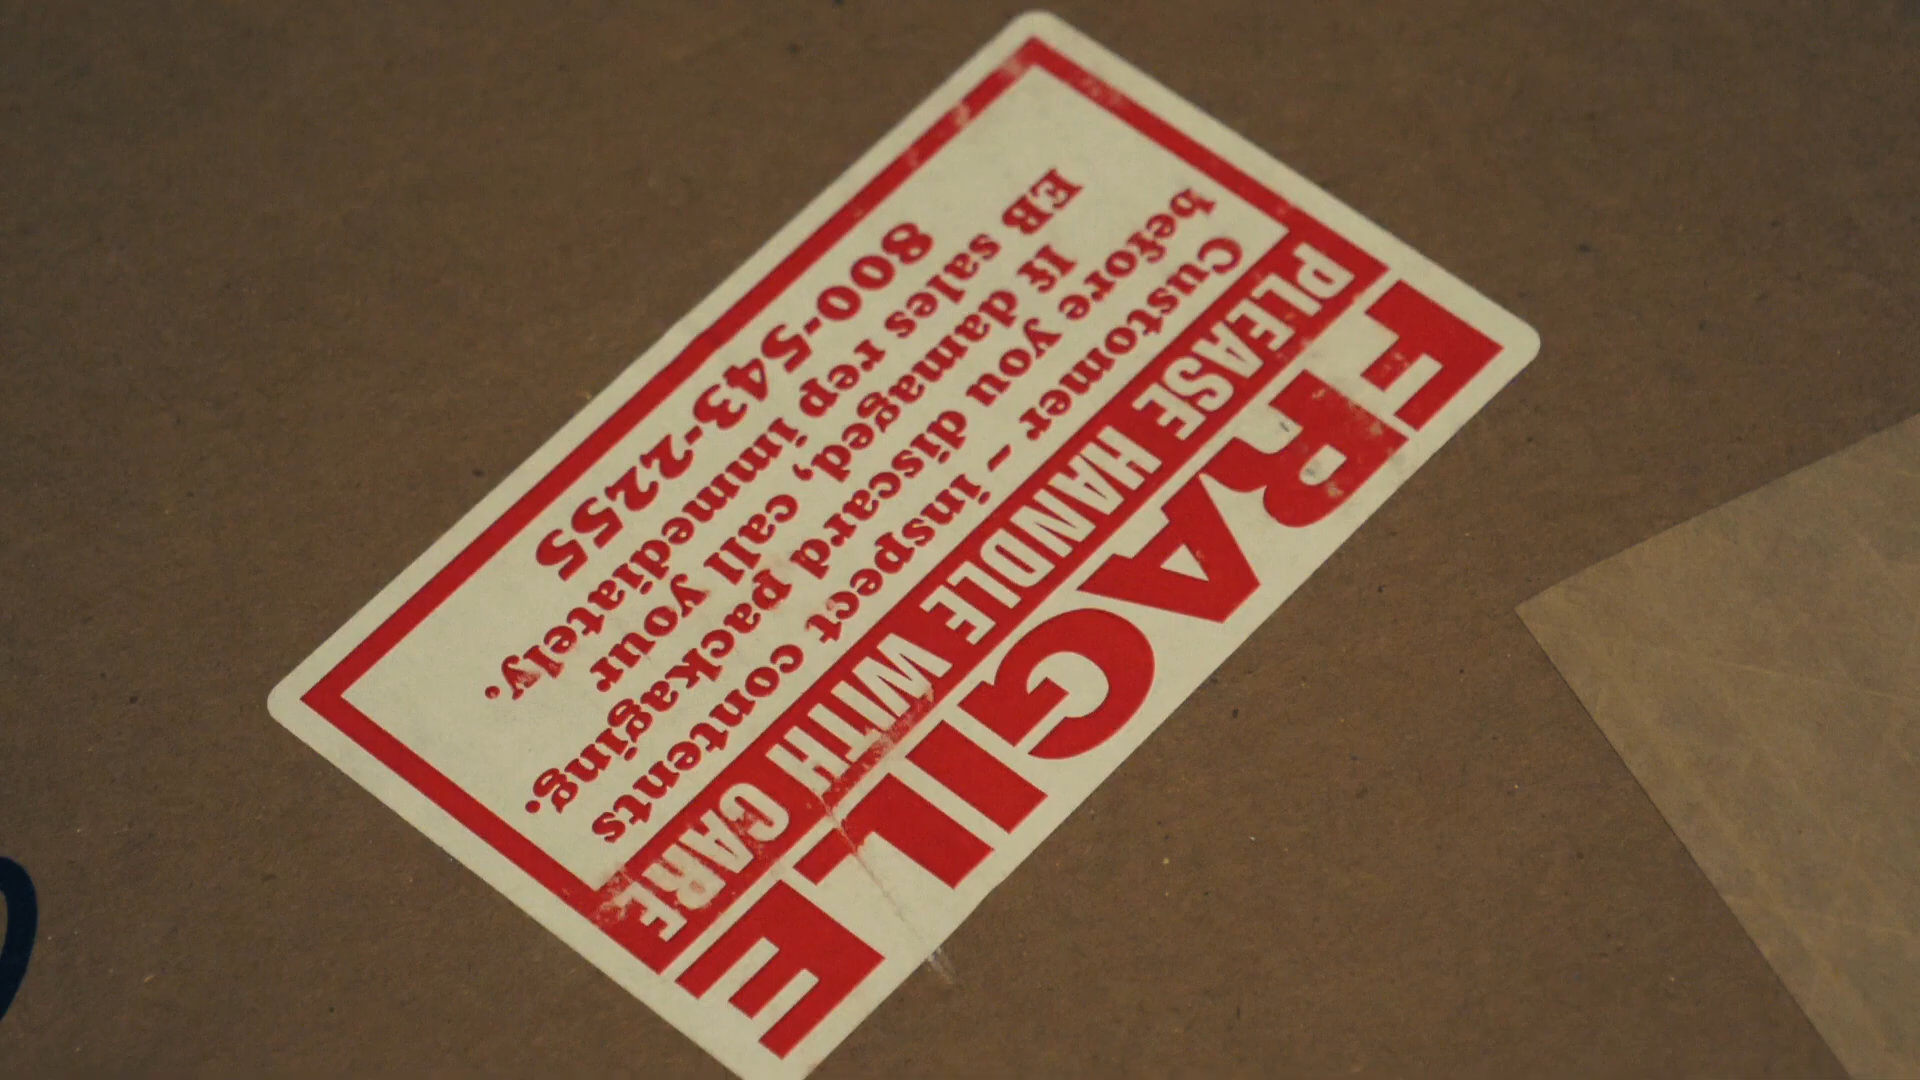 FRAGILE
PLEASE HANDLE WITH CARE
Customer - inspect contents
before you discard packaging.
If damaged, call your
EB sales rep immediately.
800-543-2255